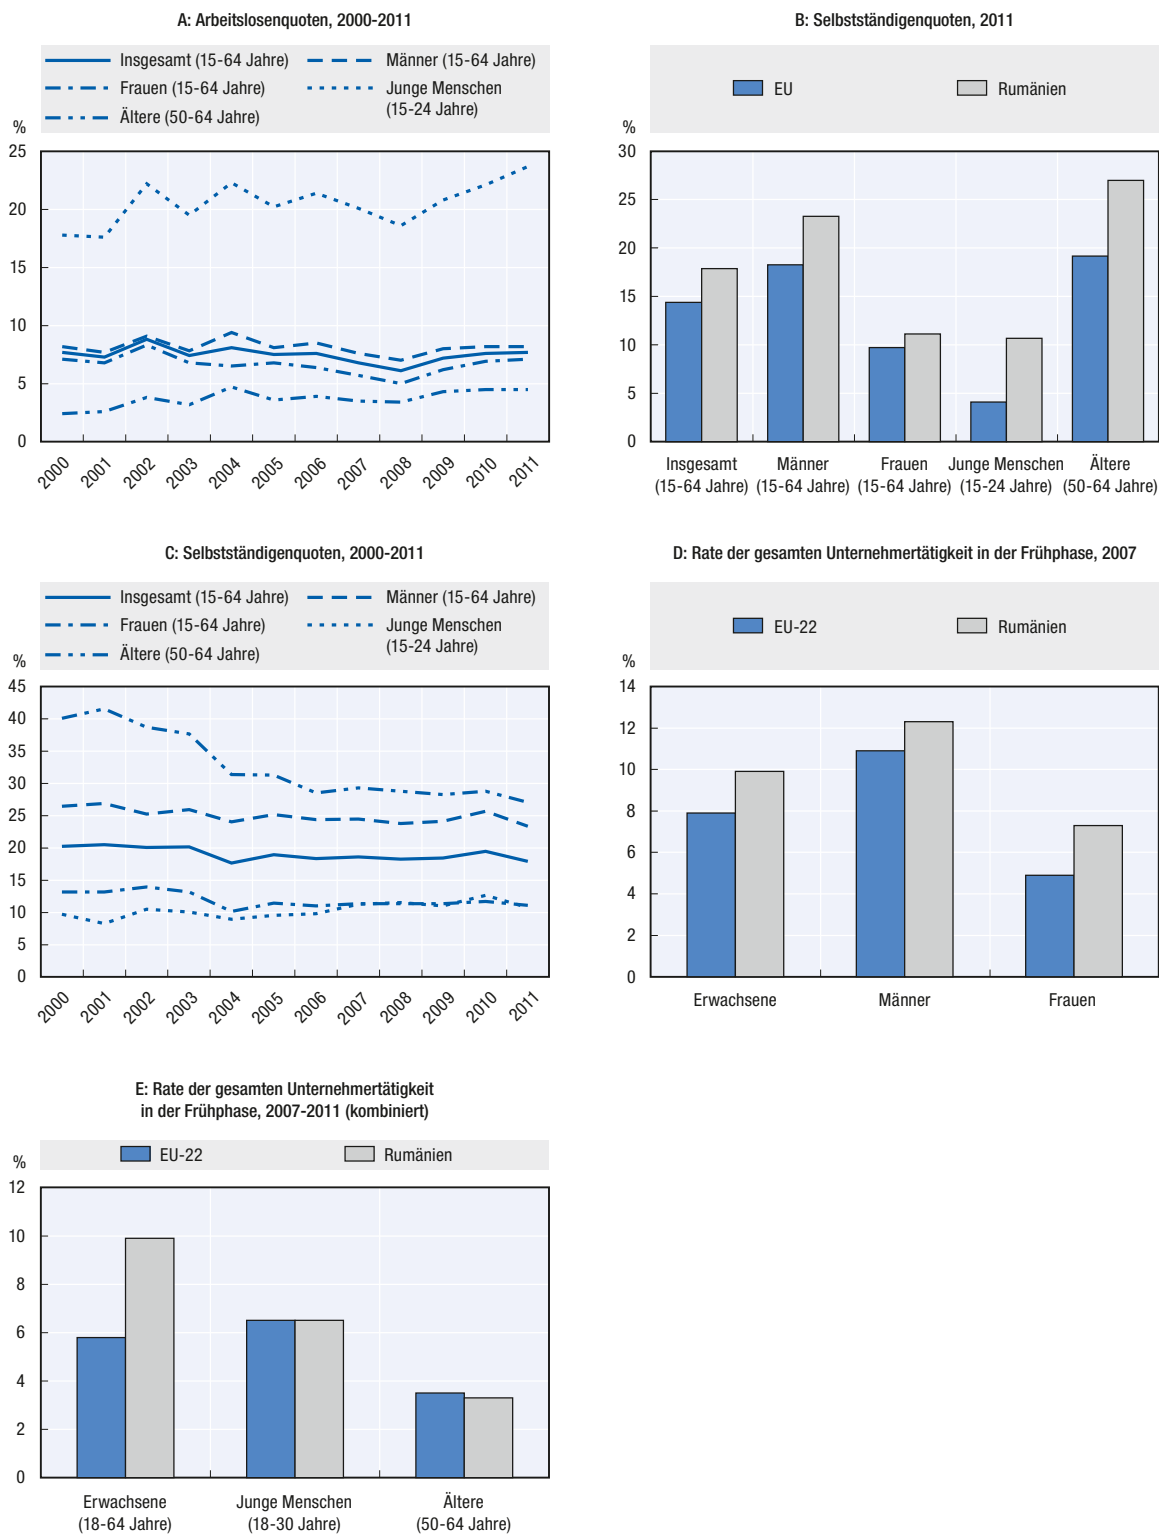 A: Arbeitslosenquoten, 2000-2011
Insgesamt (15-64 Jahre)
Männer (15-64 Jahre)
Frauen (15-64 Jahre)
Junge Menschen
(15-24 Jahre)
Ältere (50-64 Jahre)
%
25
20
15
10
5
0
2000 2001 2002 2003 2004 2005 2006 2007 2008 2009 2010 2011
B: Selbstständigenquoten, 2011
EU
Rumänien
%
30
25
20
15
10
5
0
Insgesamt Männer Frauen Junge Menschen Ältere
(15-64 Jahre) (15-64 Jahre) (15-64 Jahre) (15-24 Jahre) (50-64 Jahre)
C: Selbstständigenquoten, 2000-2011
Insgesamt (15-64 Jahre)
Männer (15-64 Jahre)
Frauen (15-64 Jahre)
Junge Menschen
(15-24 Jahre)
Ältere (50-64 Jahre)
%
45
40
35
30
25
20
15
10
5
0
2000 2001 2002 2003 2004 2005 2006 2007 2008 2009 2010 2011
D: Rate der gesamten Unternehmertätigkeit in der Frühphase, 2007
EU-22
Rumänien
%
14
12
10
8
6
4
2
0
Erwachsene Männer Frauen
E: Rate der gesamten Unternehmertätigkeit
in der Frühphase, 2007-2011 (kombiniert)
EU-22
Rumänien
%
12
10
8
6
4
2
0
Erwachsene Junge Menschen Ältere
(18-64 Jahre) (18-30 Jahre) (50-64 Jahre)